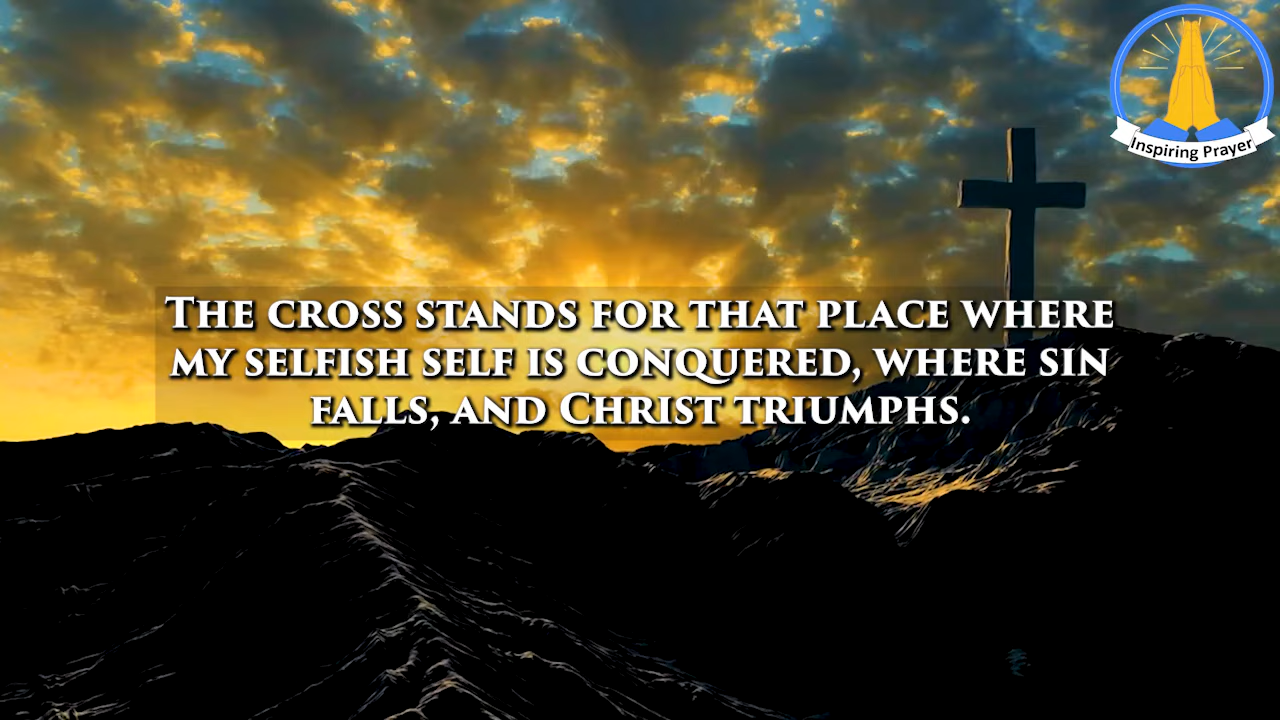 Inspiring Prayer
The cross stands for that place where
my selfish self is conquered, where sin
falls, and Christ triumphs.